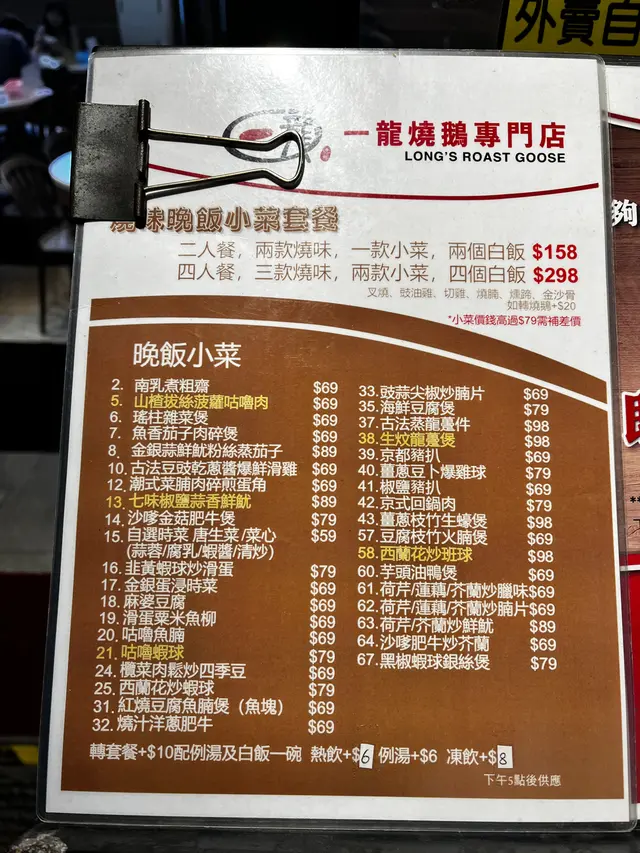 外賣自
一龍燒鵝專門店
LONG'S ROAST GOOSE
燒味晚飯小菜套餐
二人餐，兩款燒味，一款小菜，兩個白飯 $158
四人餐，三款燒味，兩款小菜，四個白飯 $298
叉燒、豉油雞、切雞、燒腩、燻蹄、金沙骨
如轉燒鵝+$20
*小菜價錢高過$79需補差價
夠
晚飯小菜
2. 南乳煮粗齋 $69
5. 山楂拔絲菠蘿咕嚕肉 $69
6. 瑤柱雜菜煲 $69
7. 魚香茄子肉碎煲 $69
8. 金銀蒜鮮魷粉絲蒸茄子 $89
10. 古法豆豉乾蔥醬爆鮮滑雞 $69
12. 潮式菜脯肉碎煎蛋角 $69
13. 七味椒鹽蒜香鮮魷 $89
14. 沙嗲金菇肥牛煲 $79
15. 自選時菜 唐生菜/菜心 $59
(蒜蓉/腐乳/蝦醬/清炒)
16. 韭黃蝦球炒滑蛋 $79
17. 金銀蛋浸時菜 $69
18. 麻婆豆腐 $69
19. 滑蛋粟米魚柳 $69
20. 咕嚕魚腩 $69
21. 咕嚕蝦球 $79
24. 欖菜肉鬆炒四季豆 $69
25. 西蘭花炒蝦球 $79
31. 紅燒豆腐魚腩煲（魚塊） $69
32. 燒汁洋蔥肥牛 $69
33. 豉蒜尖椒炒腩片 $69
35. 海鮮豆腐煲 $79
37. 古法蒸龍躉件 $98
38. 生炆龍躉煲 $98
39. 京都豬扒 $69
40. 薑蔥豆卜爆雞球 $79
41. 椒鹽豬扒 $69
42. 京式回鍋肉 $79
43. 薑蔥枝竹生蠔煲 $98
57. 豆腐枝竹火腩煲 $69
58. 西蘭花炒班球 $98
60. 芋頭油鴨煲 $69
61. 荷芹/蓮藕/芥蘭炒臘味 $69
62. 荷芹/蓮藕/芥蘭炒腩片 $69
63. 荷芹/芥蘭炒鮮魷 $89
64. 沙嗲肥牛炒芥蘭 $69
67. 黑椒蝦球銀絲煲 $79
轉套餐+$10配例湯及白飯一碗 熱飲+$6 例湯+$6 凍飲+$8
下午5點後供應